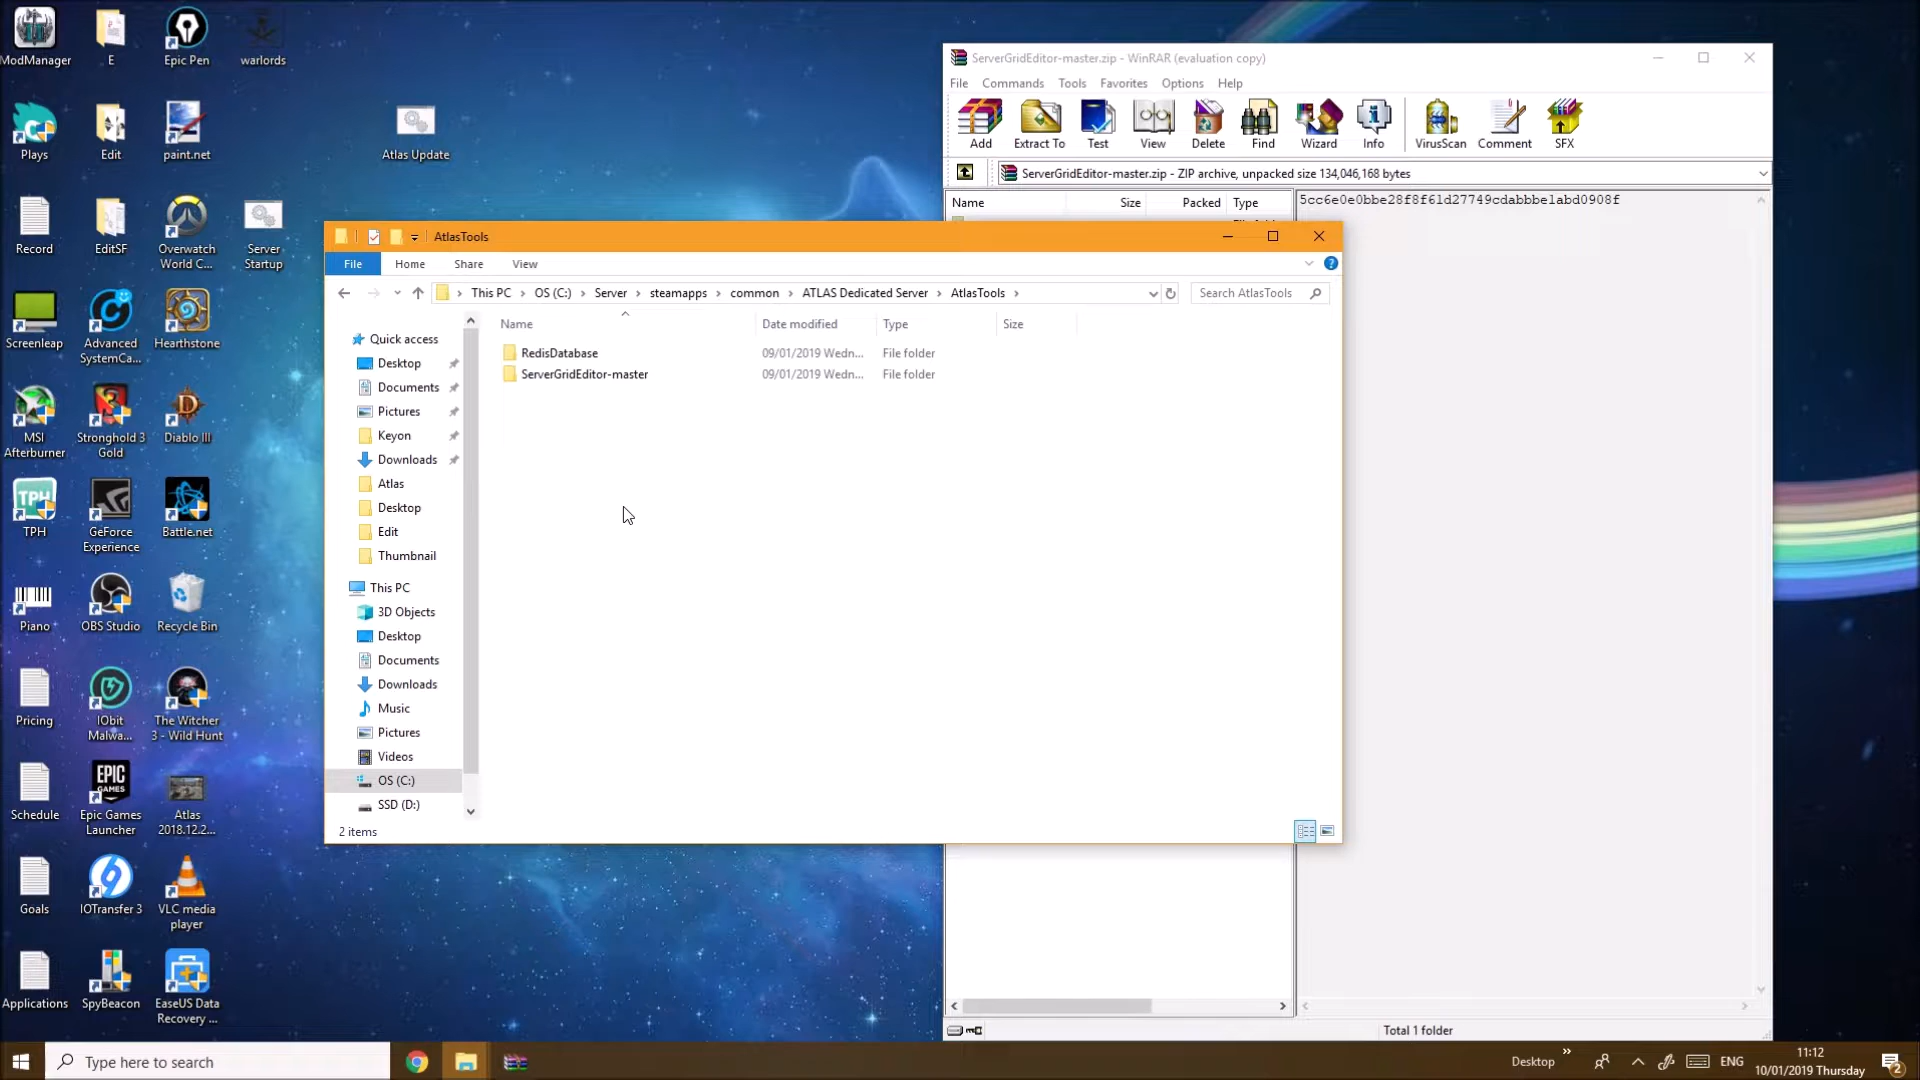 ModManager
E
Epic Pen
warlords
Plays
Edit
paint.net
Atlas Update
Record
EditSF
Overwatch
World C...
Server
Startup
Screenleap
Advanced
SystemCa...
Hearthstone
MSI
Afterburner
Stronghold 3
Gold
Diablo III
TPH
TPH
GeForce
Experience
Battle.net
Piano
OBS Studio
Recycle Bin
Pricing
IObit
Malwa...
The Witcher
3 - Wild Hunt
Schedule
EPIC
GAMES
Epic Games
Launcher
Atlas
2018.12.2...
Goals
IOTransfer 3
VLC media
player
Applications
SpyBeacon
EaseUS Data
Recovery ...
ServerGridEditor-master.zip - WinRAR (evaluation copy)
File Commands Tools Favorites Options Help
Add Extract To Test View Delete Find Wizard Info VirusScan Comment SFX
ServerGridEditor-master.zip - ZIP archive, unpacked size 134,046,168 bytes
Name Size Packed Type
5cc6e0e0bbe28f8f61d27749cdabbbe1abd0908f
AtlasTools
File Home Share View
This PC OS (C:) Server steamapps common ATLAS Dedicated Server AtlasTools
Search AtlasTools
Name Date modified Type Size
RedisDatabase 09/01/2019 Wedn... File folder
ServerGridEditor-master 09/01/2019 Wedn... File folder
Quick access
Desktop
Documents
Pictures
Keyon
Downloads
Atlas
Desktop
Edit
Thumbnail
This PC
3D Objects
Desktop
Documents
Downloads
Music
Pictures
Videos
OS (C:)
SSD (D:)
2 items
Total 1 folder
Type here to search
Desktop
ENG
11:12
10/01/2019 Thursday
2